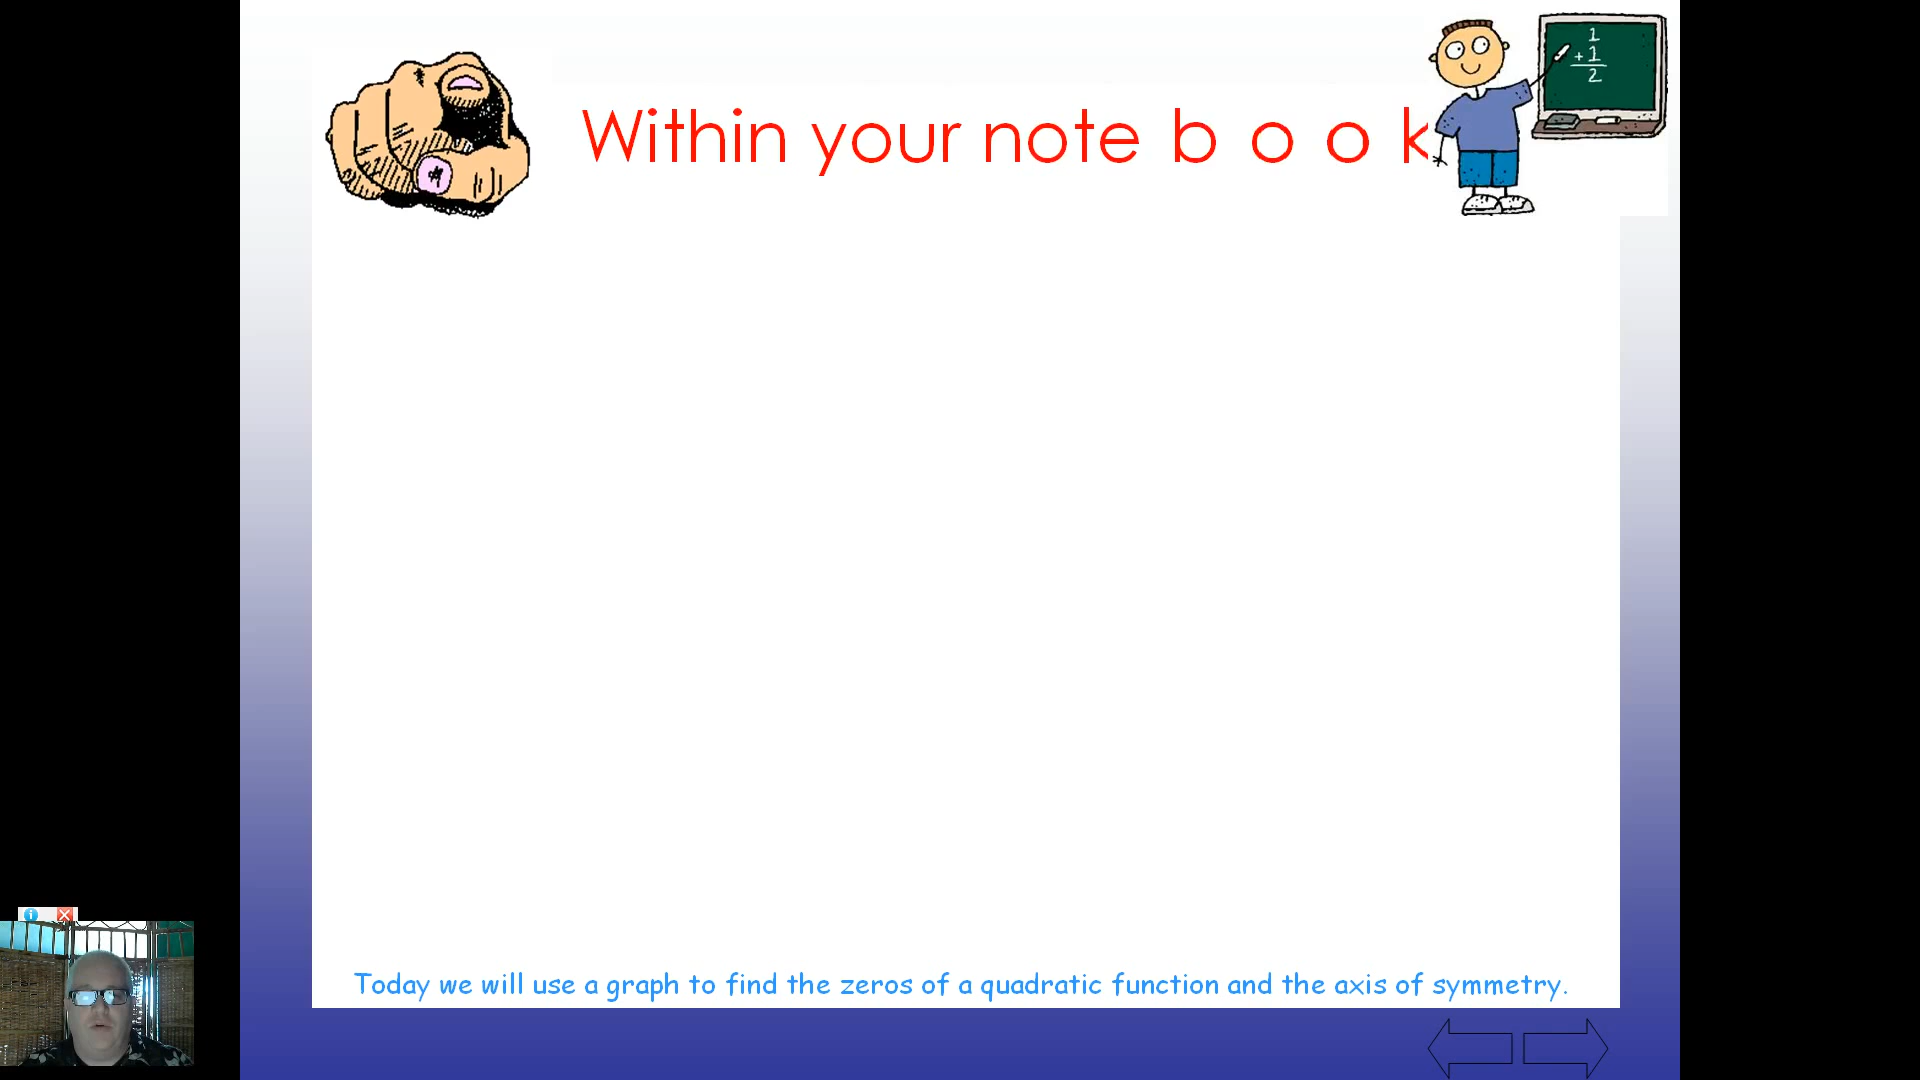 Within your note b o o k
1
+1
2
Today we will use a graph to find the zeros of a quadratic function and the axis of symmetry.